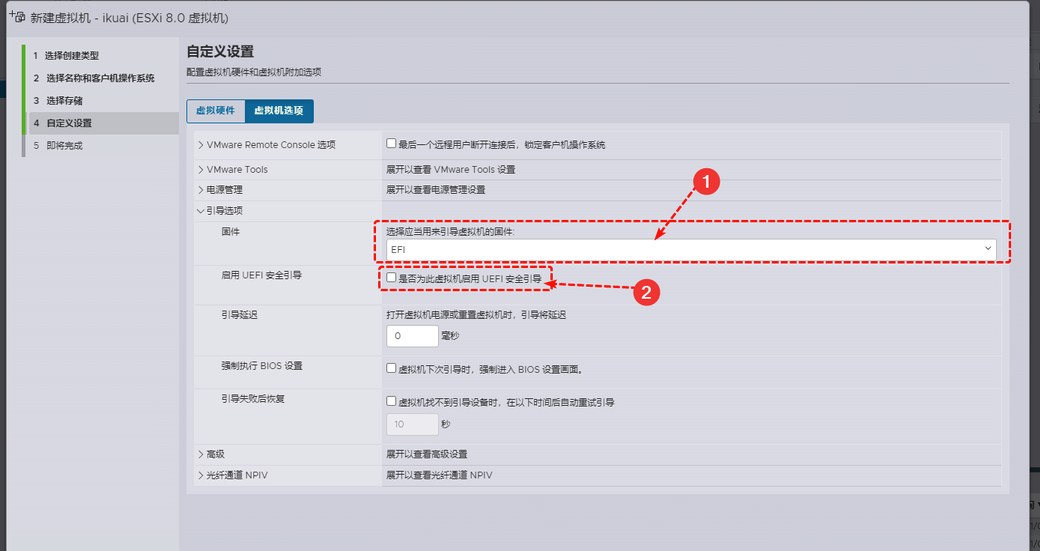 新建虚拟机 - ikuai (ESXi 8.0 虚拟机)
1 选择创建类型
2 选择名称和客户机操作系统
3 选择存储
4 自定义设置
5 即将完成
自定义设置
配置虚拟机硬件和虚拟机附加选项
虚拟硬件 虚拟机选项
VMware Remote Console 选项 最后一个远程用户断开连接后，锁定客户机操作系统
VMware Tools 展开以查看 VMware Tools 设置
电源管理 展开以查看电源管理设置
1
引导选项
固件 选择应当用来引导虚拟机的固件:
EFI
启用 UEFI 安全引导 是否为此虚拟机启用 UEFI 安全引导
2
引导延迟 打开虚拟机电源或重置虚拟机时，引导将延迟
0 毫秒
强制执行 BIOS 设置 虚拟机下次引导时，强制进入 BIOS 设置画面。
引导失败后恢复 虚拟机找不到引导设备时，在以下时间后自动重试引导
10 秒
高级 展开以查看高级设置
光纤通道 NPIV 展开以查看光纤通道 NPIV